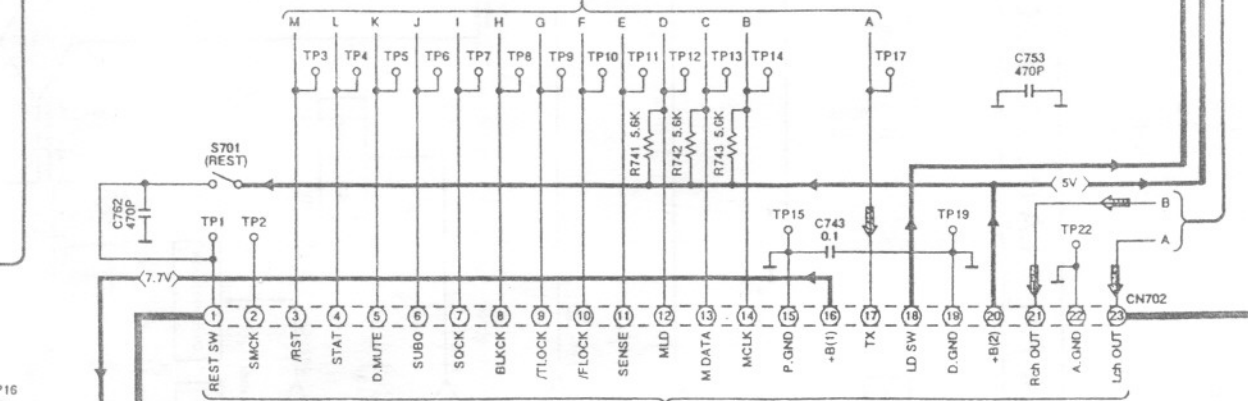 M L K J I H G F E D C B A
TP3 TP4 TP5 TP6 TP7 TP8 TP9 TP10 TP11 TP12 TP13 TP14 TP17
C753
470P
R741 5.6K
R742 5.6K
R743 5.6K
S701
(REST)
5V
C762
470P
TP1 TP2
TP15
C743
0.1
TP19
B
TP22
A
7.7V
CN702
1 2 3 4 5 6 7 8 9 10 11 12 13 14 15 16 17 18 19 20 21 22 23
REST SW
SMCK
/RST
STAT
D.MUTE
SUBQ
SQCK
BLKCK
/TLOCK
/FLOCK
SENSE
MLD
M DATA
MCLK
P.GND
+B(1)
TX
LD SW
D.GND
+B(2)
Rch OUT
A.GND
Lch OUT